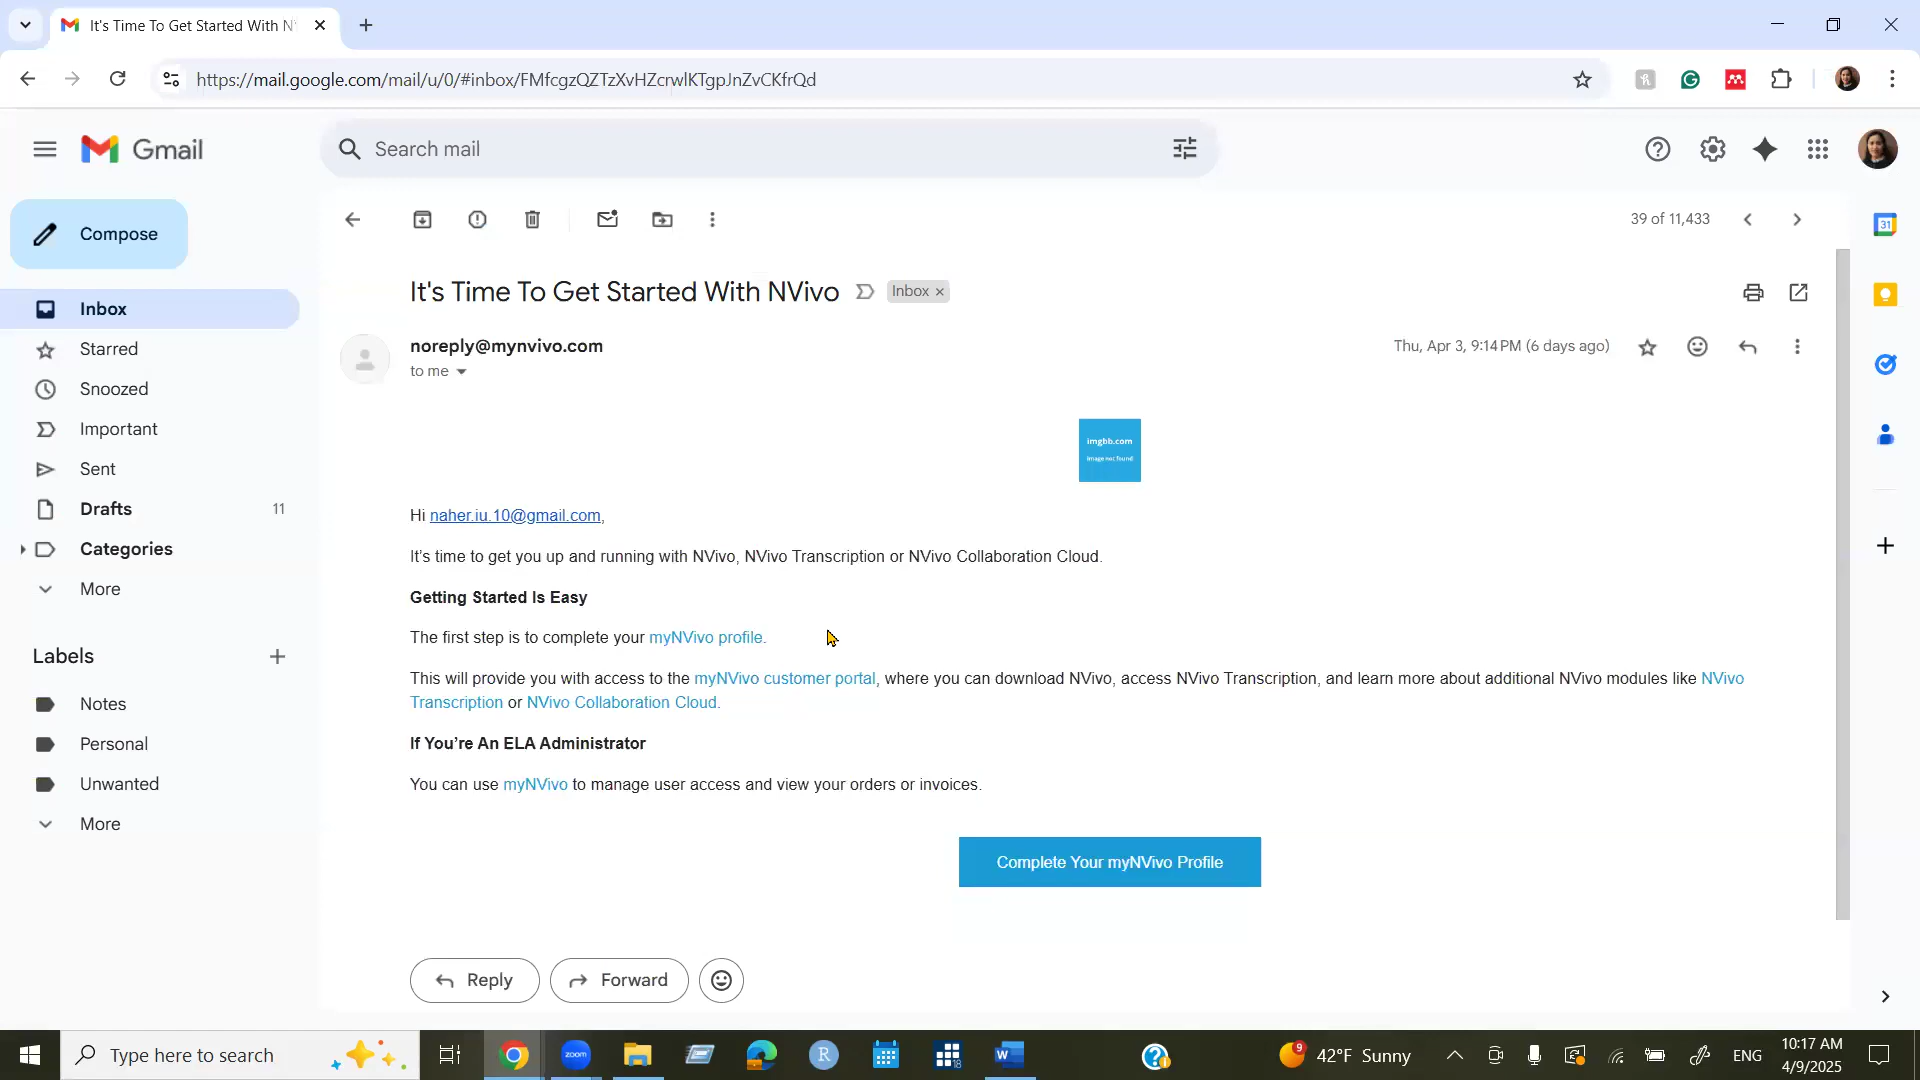 It's Time To Get Started With N
https://mail.google.com/mail/u/0/#inbox/FMfcgzQZTzXvHZcrwlKTgpJnZvCKfrQd
Gmail
Search mail
Compose
39 of 11,433
Inbox
Starred
Snoozed
Important
Sent
Drafts 11
Categories
More
Labels
Notes
Personal
Unwanted
More
It's Time To Get Started With NVivo
Inbox ×
noreply@mynvivo.com
Thu, Apr 3, 9:14 PM (6 days ago)
to me
imgbb.com
image not found
Hi naher.iu.10@gmail.com,
It's time to get you up and running with NVivo, NVivo Transcription or NVivo Collaboration Cloud.
Getting Started Is Easy
The first step is to complete your myNVivo profile.
This will provide you with access to the myNVivo customer portal, where you can download NVivo, access NVivo Transcription, and learn more about additional NVivo modules like NVivo
Transcription or NVivo Collaboration Cloud.
If You're An ELA Administrator
You can use myNVivo to manage user access and view your orders or invoices.
Complete Your myNVivo Profile
Reply
Forward
31
Type here to search
zoom
R
18
W
9
42°F Sunny
ENG
10:17 AM
4/9/2025